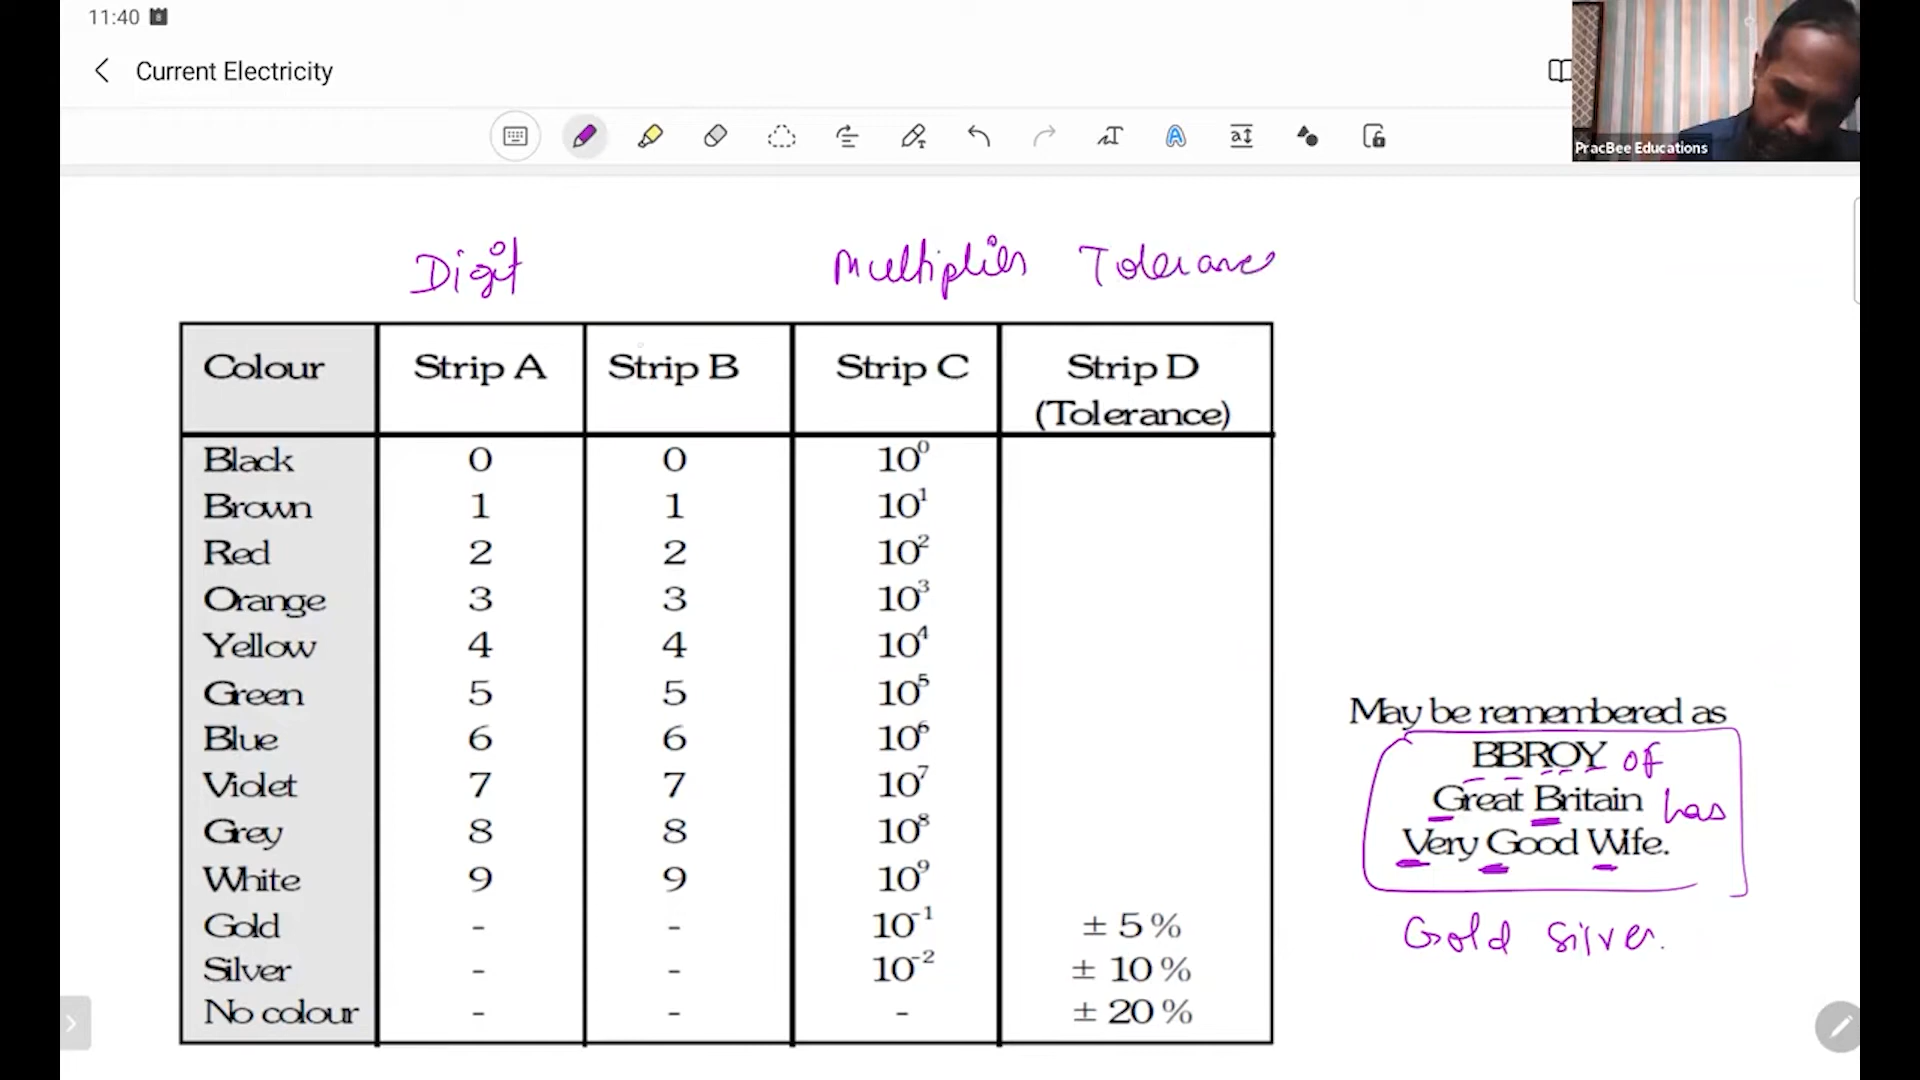 11:40
Current Electricity
PracBee Educations
Digit Multiplier Tolerance
Colour Strip A Strip B Strip C Strip D
(Tolerance)
Black 0 0 10⁰
Brown 1 1 10¹
Red 2 2 10²
Orange 3 3 10³
Yellow 4 4 10⁴
Green 5 5 10⁵
Blue 6 6 10⁶
Violet 7 7 10⁷
Grey 8 8 10⁸
White 9 9 10⁹
Gold - - 10⁻¹ ± 5 %
Silver - - 10⁻² ± 10 %
No colour - - - ± 20 %
May be remembered as
BBROY of
Great Britain has
Very Good Wife.
Gold Silver.